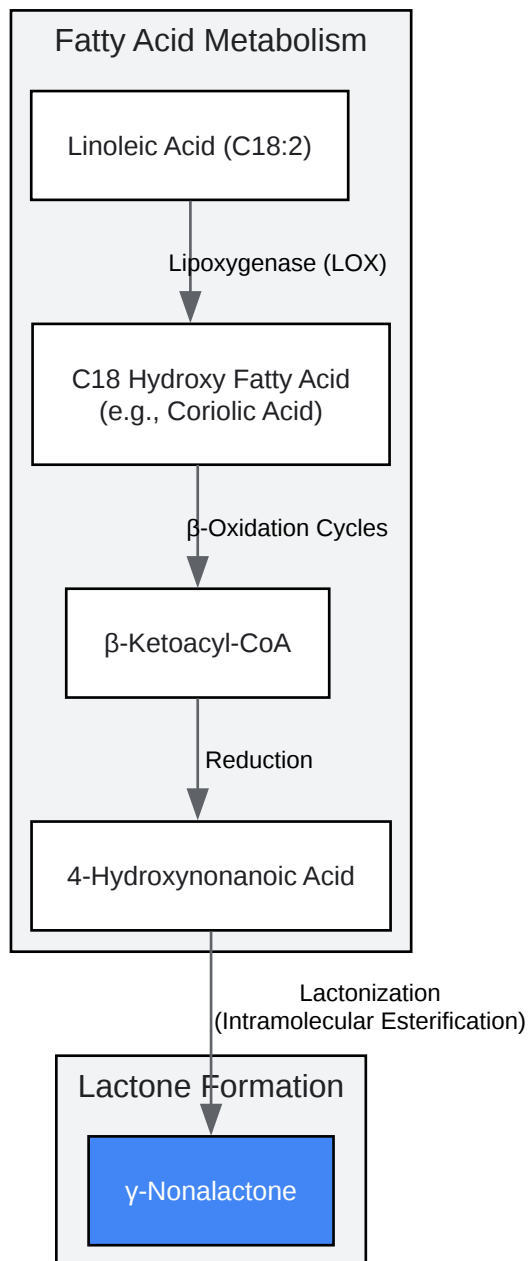 Fatty Acid Metabolism
Linoleic Acid (C18:2)
Lipoxygenase (LOX)
C18 Hydroxy Fatty Acid
(e.g., Coriolic Acid)
β-Oxidation Cycles
β-Ketoacyl-CoA
Reduction
4-Hydroxynonanoic Acid
Lactonization
(Intramolecular Esterification)
Lactone Formation
γ-Nonalactone